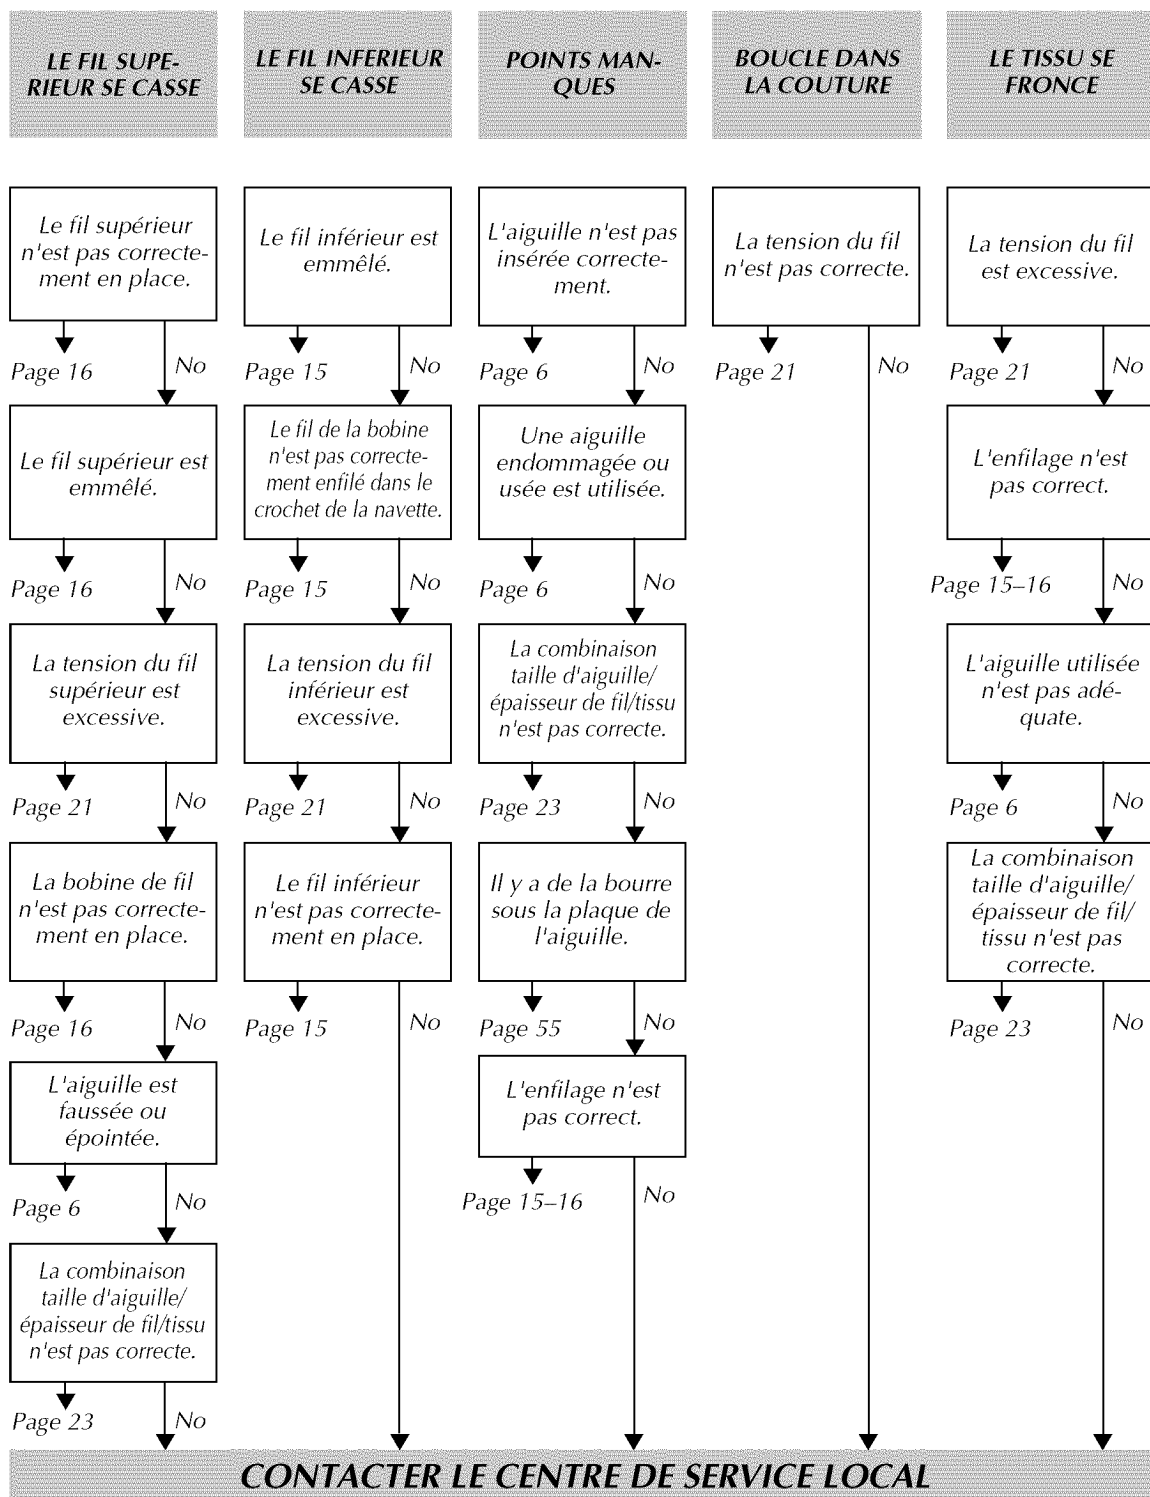 LE FIL SUPE-
RIEUR SE CASSE
Le fil supérieur
n'est pas correcte-
ment en place.
Page 16
No
Le fil supérieur est
emmêlé.
Page 16
No
La tension du fil
supérieur est
excessive.
Page 21
No
La bobine de fil
n'est pas correcte-
ment en place.
Page 16
No
L'aiguille est
faussée ou
épointée.
Page 6
No
La combinaison
taille d'aiguille/
épaisseur de fil/tissu
n'est pas correcte.
Page 23
No
LE FIL INFERIEUR
SE CASSE
Le fil inférieur est
emmêlé.
Page 15
No
Le fil de la bobine
n'est pas correcte-
ment enfilé dans le
crochet de la navette.
Page 15
No
La tension du fil
inférieur est
excessive.
Page 21
No
Le fil inférieur
n'est pas correcte-
ment en place.
Page 15
No
POINTS MAN-
QUES
L'aiguille n'est pas
insérée correcte-
ment.
Page 6
No
Une aiguille
endommagée ou
usée est utilisée.
Page 6
No
La combinaison
taille d'aiguille/
épaisseur de fil/tissu
n'est pas correcte.
Page 23
No
Il y a de la bourre
sous la plaque de
l'aiguille.
Page 55
No
L'enfilage n'est
pas correct.
Page 15–16
No
BOUCLE DANS
LA COUTURE
La tension du fil
n'est pas correcte.
Page 21
No
LE TISSU SE
FRONCE
La tension du fil
est excessive.
Page 21
No
L'enfilage n'est
pas correct.
Page 15–16
No
L'aiguille utilisée
n'est pas adé-
quate.
Page 6
No
La combinaison
taille d'aiguille/
épaisseur de fil/
tissu n'est pas
correcte.
Page 23
No
CONTACTER LE CENTRE DE SERVICE LOCAL